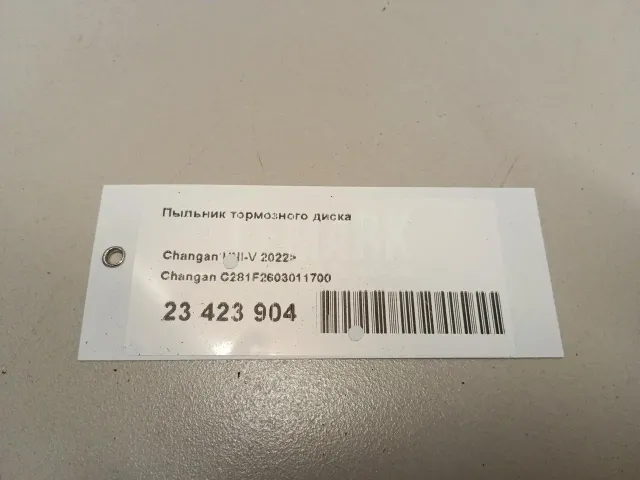 Пыльник тормозного диска
Changan UNI-V 2022>
Changan C281F2603011700
23 423 904